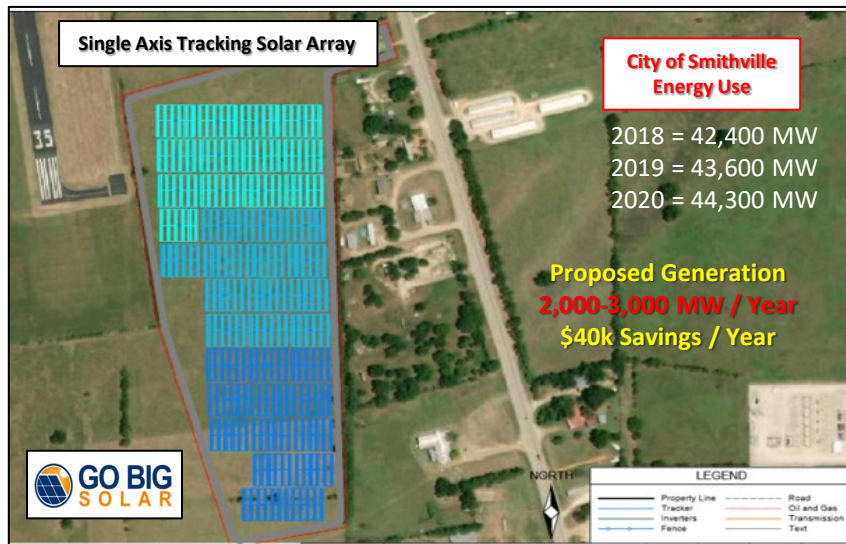 Single Axis Tracking Solar Array
City of Smithville
Energy Use
2018 = 42,400 MW
2019 = 43,600 MW
2020 = 44,300 MW
Proposed Generation
2,000-3,000 MW / Year
$40k Savings / Year
35
GO BIG
SOLAR
NORTH
LEGEND
Property Line Road
Tracker Oil and Gas
Inverters Transmission
Fence Text